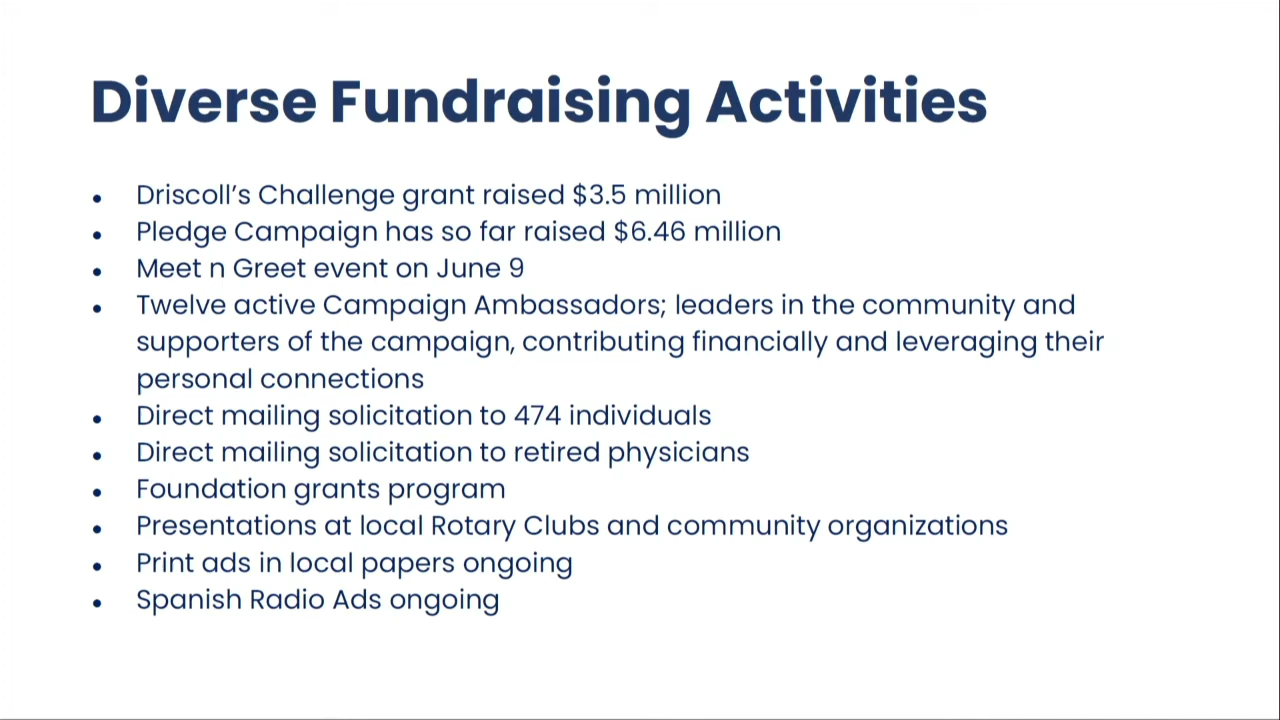 Diverse Fundraising Activities
• Driscoll’s Challenge grant raised $3.5 million
• Pledge Campaign has so far raised $6.46 million
• Meet n Greet event on June 9
• Twelve active Campaign Ambassadors; leaders in the community and
supporters of the campaign, contributing financially and leveraging their
personal connections
• Direct mailing solicitation to 474 individuals
• Direct mailing solicitation to retired physicians
• Foundation grants program
• Presentations at local Rotary Clubs and community organizations
• Print ads in local papers ongoing
• Spanish Radio Ads ongoing